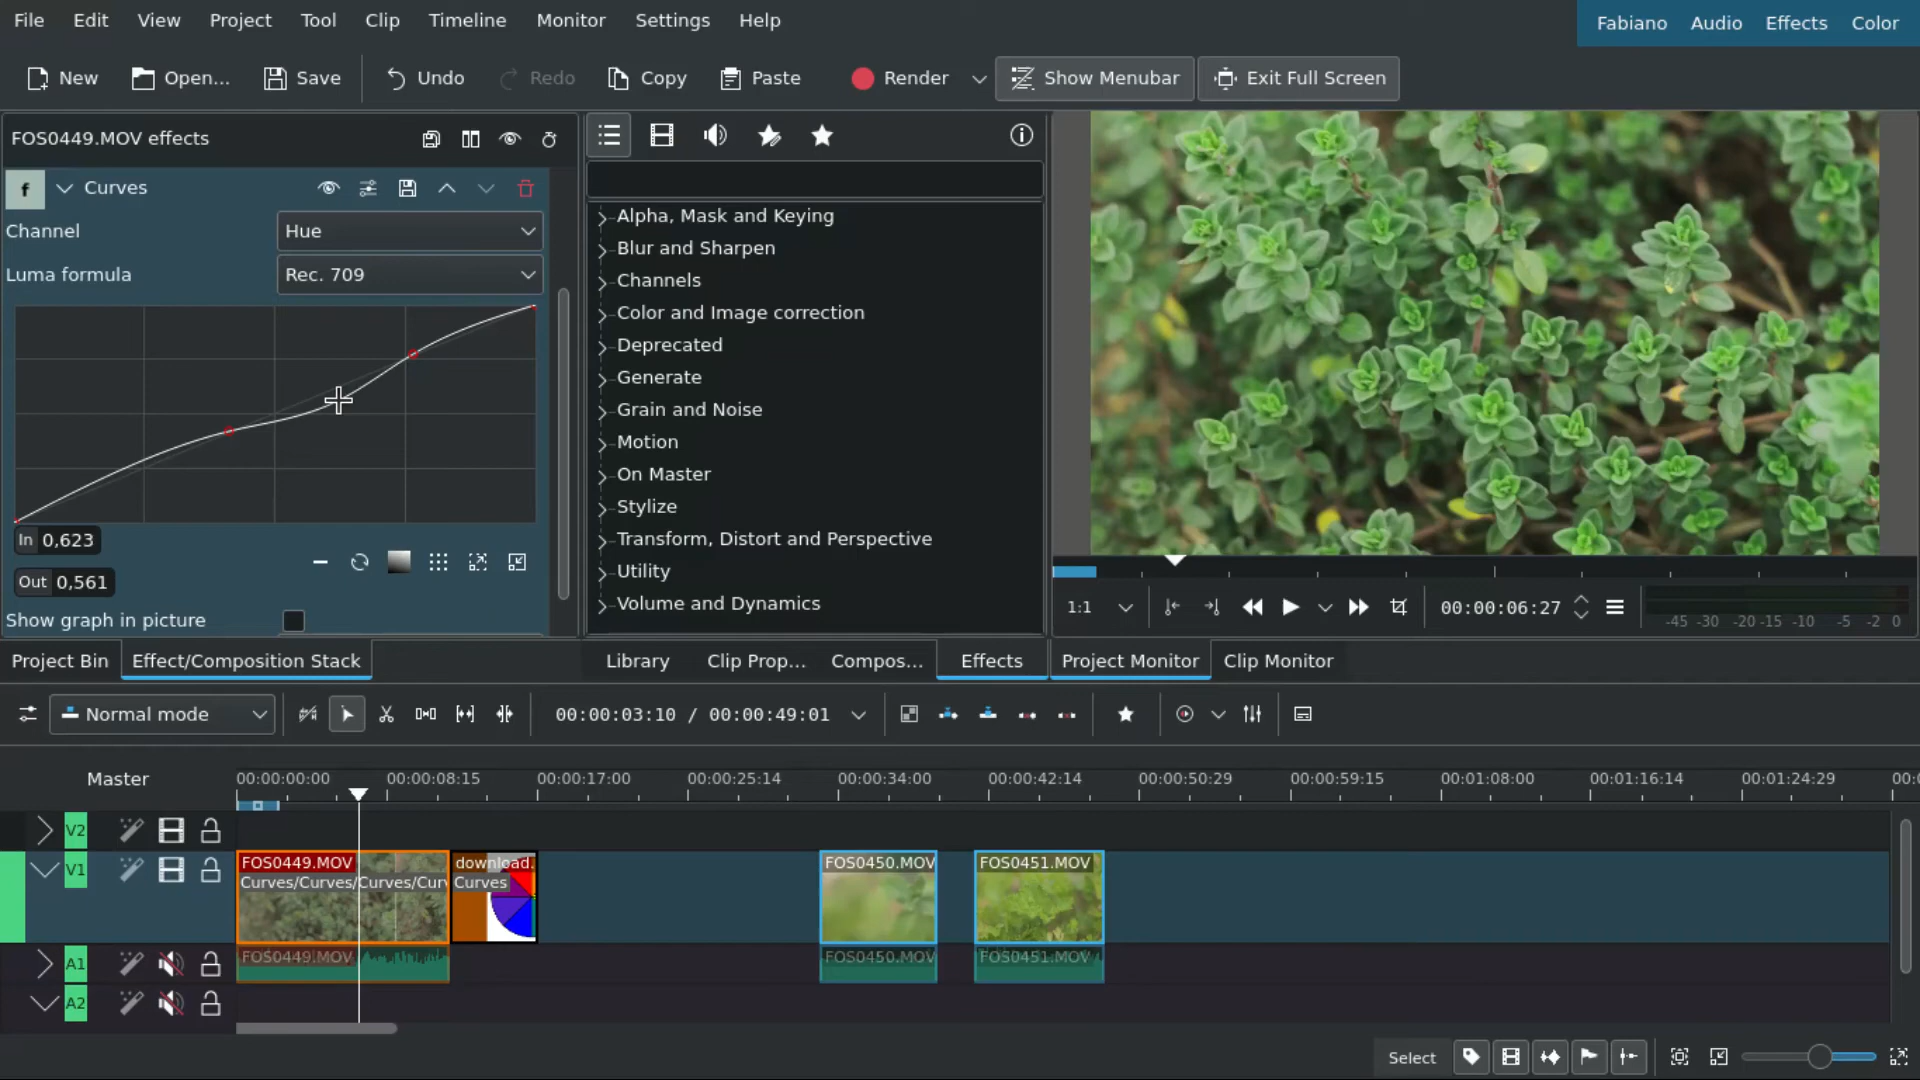 File Edit View Project Tool Clip Timeline Monitor Settings Help
Fabiano Audio Effects Color
New Open... Save Undo Redo Copy Paste Render Show Menubar Exit Full Screen
FOS0449.MOV effects
f Curves
Channel Hue
Luma formula Rec. 709
In 0,623
Out 0,561
Show graph in picture
Alpha, Mask and Keying
Blur and Sharpen
Channels
Color and Image correction
Deprecated
Generate
Grain and Noise
Motion
On Master
Stylize
Transform, Distort and Perspective
Utility
Volume and Dynamics
1:1 00:00:06:27
-45 -30 -20 -15 -10 -5 -2 0
Project Bin Effect/Composition Stack Library Clip Prop... Compos... Effects Project Monitor Clip Monitor
Normal mode 00:00:03:10 / 00:00:49:01
Master 00:00:00:00 00:00:08:15 00:00:17:00 00:00:25:14 00:00:34:00 00:00:42:14 00:00:50:29 00:00:59:15 00:01:08:00 00:01:16:14 00:01:24:29 00:0
V2
V1 FOS0449.MOV download. FOS0450.MOV FOS0451.MOV
Curves/Curves/Curves/Curv Curves
A1 FOS0449.MOV FOS0450.MOV FOS0451.MOV
A2
Select